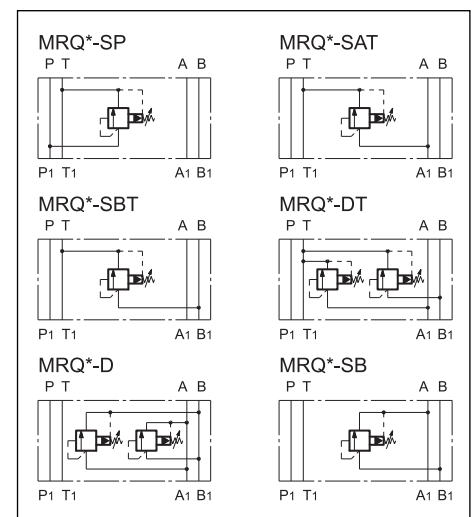 MRQ*-SP MRQ*-SAT
P T A B P T A B
P1 T1 A1 B1 P1 T1 A1 B1
MRQ*-SBT MRQ*-DT
P T A B P T A B
P1 T1 A1 B1 P1 T1 A1 B1
MRQ*-D MRQ*-SB
P T A B P T A B
P1 T1 A1 B1 P1 T1 A1 B1